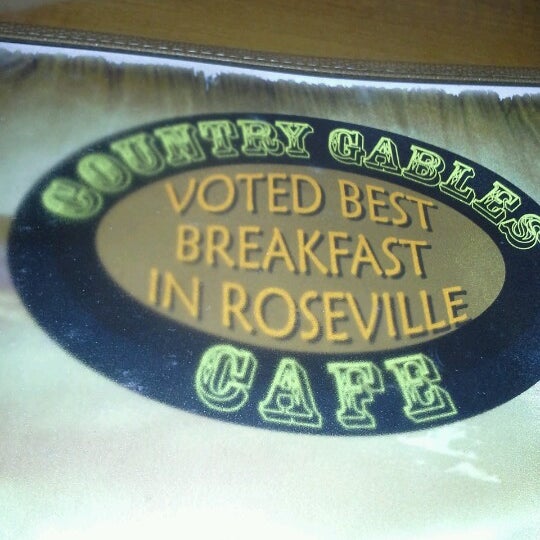 COUNTRY GABLES
VOTED BEST
BREAKFAST
IN ROSEVILLE
CAFE